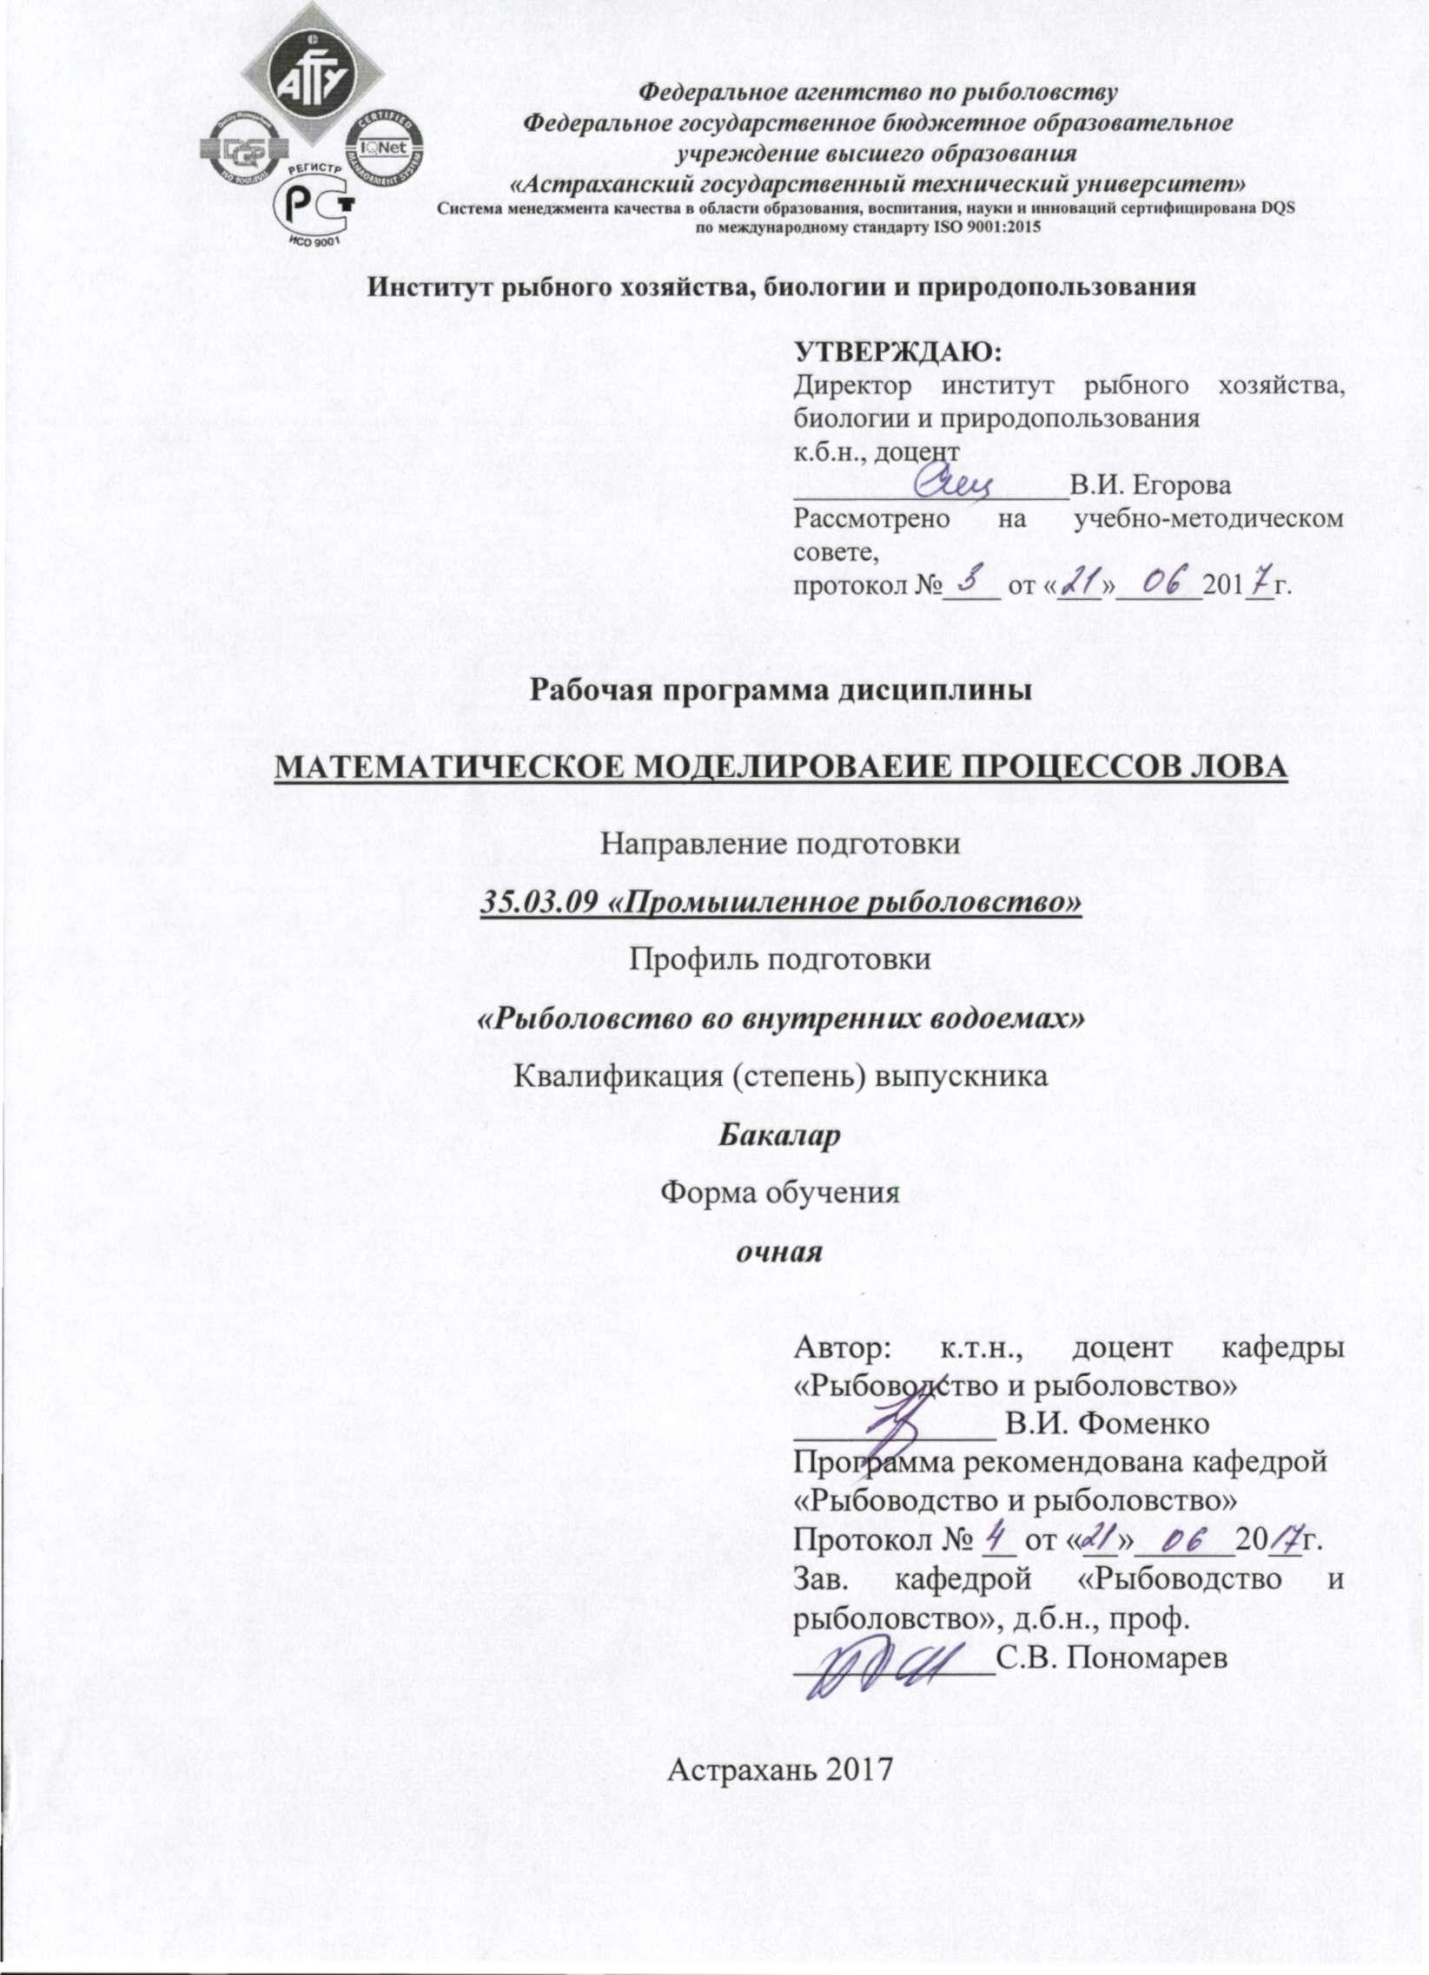 АГТУ
DQS
CERTIFIED
IQNet
MANAGEMENT SYSTEM
РЕГИСТР
РСТ
ИСО 9001
Федеральное агентство по рыболовству
Федеральное государственное бюджетное образовательное
учреждение высшего образования
«Астраханский государственный технический университет»
Система менеджмента качества в области образования, воспитания, науки и инноваций сертифицирована DQS
по международному стандарту ISO 9001:2015
Институт рыбного хозяйства, биологии и природопользования
УТВЕРЖДАЮ:
Директор институт рыбного хозяйства,
биологии и природопользования
к.б.н., доцент
В.И. Егорова
Рассмотрено на учебно-методическом
совете,
протокол № 3 от «21» 06 2017г.
Рабочая программа дисциплины
МАТЕМАТИЧЕСКОЕ МОДЕЛИРОВАЕИЕ ПРОЦЕССОВ ЛОВА
Направление подготовки
35.03.09 «Промышленное рыболовство»
Профиль подготовки
«Рыболовство во внутренних водоемах»
Квалификация (степень) выпускника
Бакалар
Форма обучения
очная
Автор: к.т.н., доцент кафедры
«Рыбоводство и рыболовство»
В.И. Фоменко
Программа рекомендована кафедрой
«Рыбоводство и рыболовство»
Протокол № 4 от «21» 06 2017г.
Зав. кафедрой «Рыбоводство и
рыболовство», д.б.н., проф.
С.В. Пономарев
Астрахань 2017